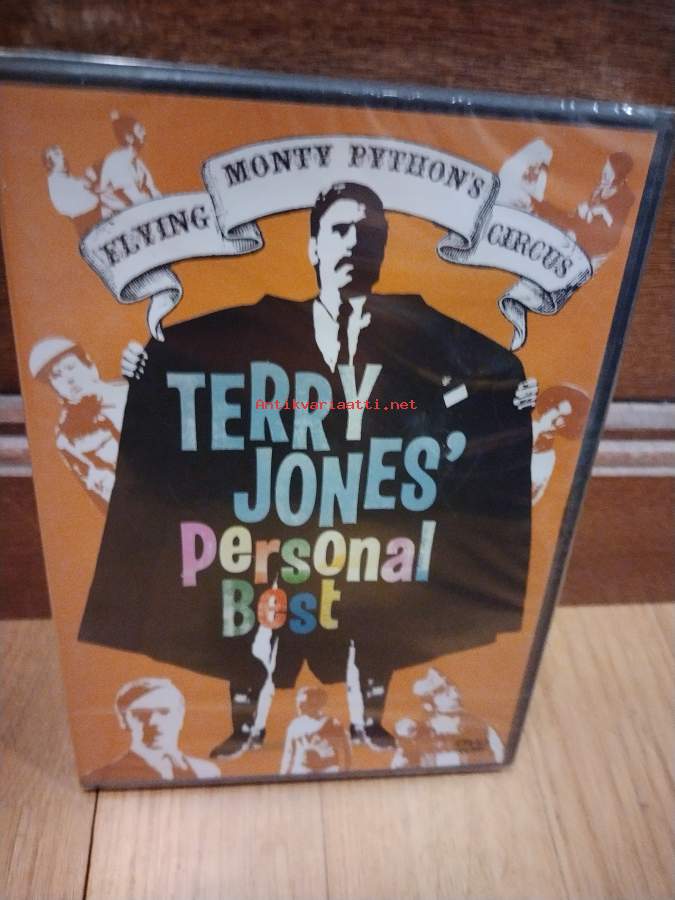 MONTY PYTHON'S
FLYING
CIRCUS
TERRY
Antikvariaatti.net
JONES'
Personal
Best